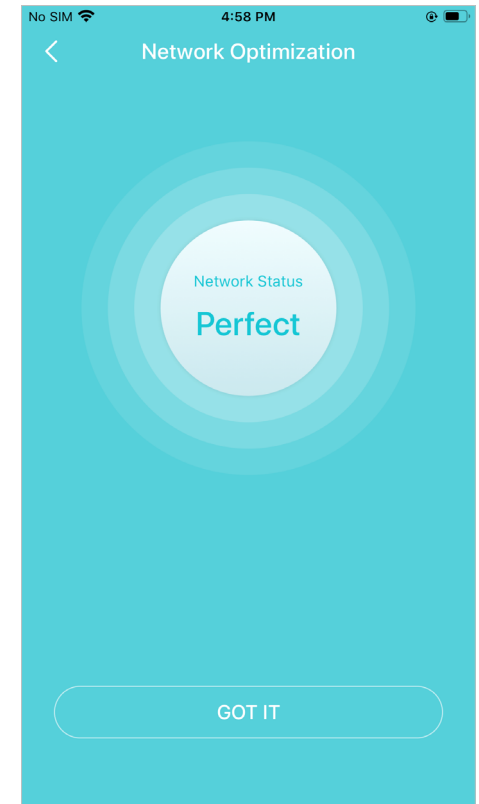 No SIM 4:58 PM
Network Optimization
Network Status
Perfect
GOT IT